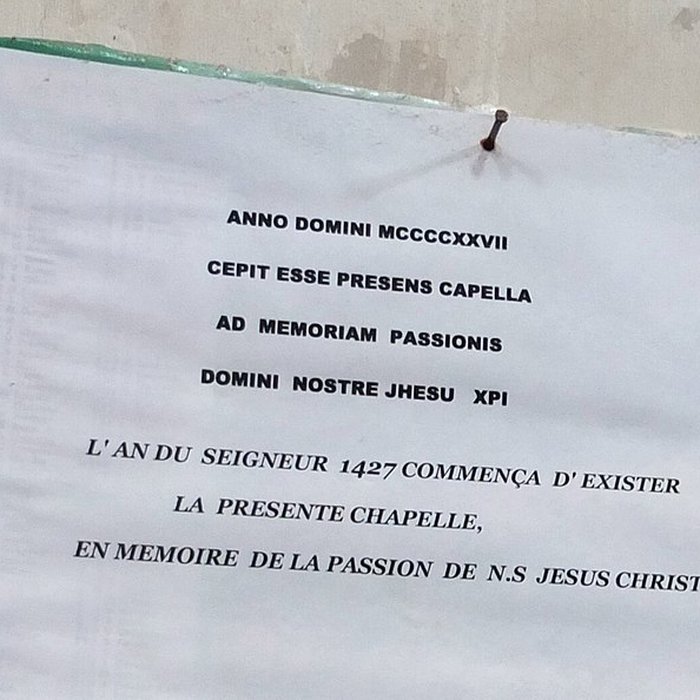 ANNO DOMINI MCCCCXXVII
CEPIT ESSE PRESENS CAPELLA
AD MEMORIAM PASSIONIS
DOMINI NOSTRE JHESU XPI
L' AN DU SEIGNEUR 1427 COMMENÇA D' EXISTER
LA PRESENTE CHAPELLE,
EN MEMOIRE DE LA PASSION DE N.S JESUS CHRIST